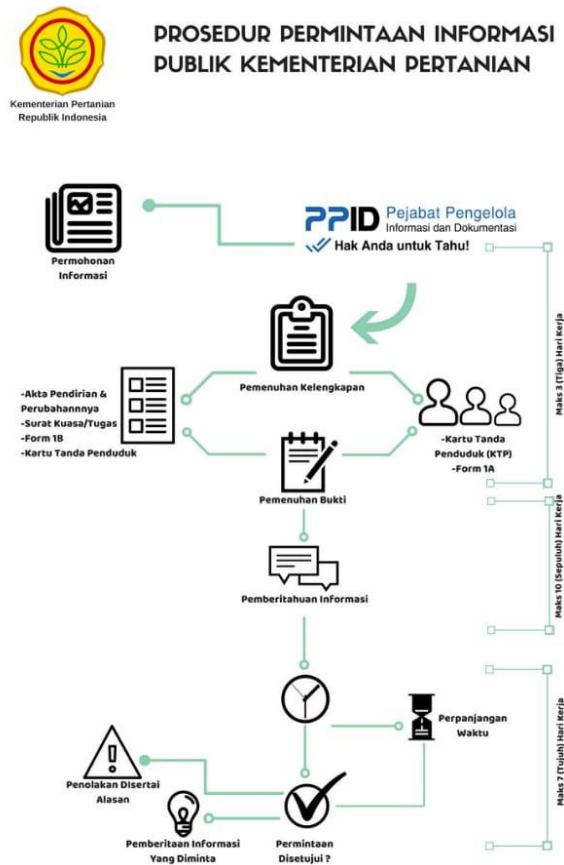 PROSEDUR PERMINTAAN INFORMASI
PUBLIK KEMENTERIAN PERTANIAN
Kementerian Pertanian
Republik Indonesia
Permohonan
Informasi
PPID Pejabat Pengelola
Informasi dan Dokumentasi
Hak Anda untuk Tahu!
Maks 3 (Tiga) Hari Kerja
Pemenuhan Kelengkapan
-Akta Pendirian &
Perubahannnya
-Surat Kuasa/Tugas
-Form 1B
-Kartu Tanda Penduduk
-Kartu Tanda
Penduduk (KTP)
-Form 1A
Pemenuhan Bukti
Maks 10 (Sepuluh) Hari Kerja
Pemberitahuan Informasi
Perpanjangan
Waktu
Maks 7 (Tujuh) Hari Kerja
Penolakan Disertai
Alasan
Pemberitaan Informasi
Yang Diminta
Permintaan
Disetujui ?